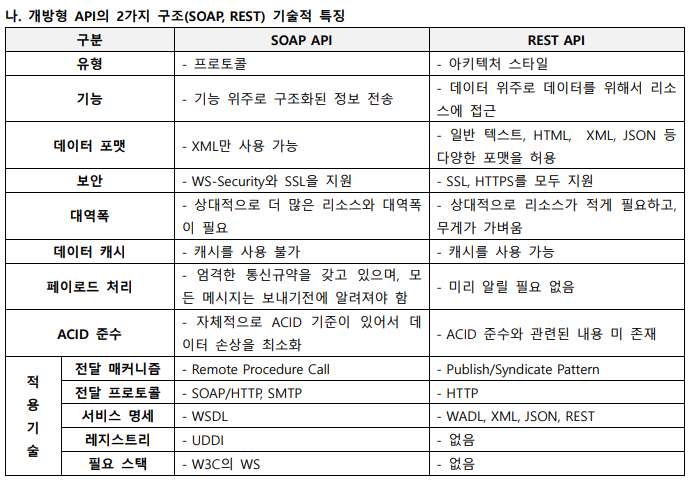 나. 개방형 API의 2가지 구조(SOAP, REST) 기술적 특징
구분 SOAP API REST API
유형 - 프로토콜 - 아키텍처 스타일
기능 - 기능 위주로 구조화된 정보 전송 - 데이터 위주로 데이터를 위해서 리소
스에 접근
데이터 포맷 - XML만 사용 가능 - 일반 텍스트, HTML, XML, JSON 등
다양한 포맷을 허용
보안 - WS-Security와 SSL을 지원 - SSL, HTTPS를 모두 지원
대역폭 - 상대적으로 더 많은 리소스와 대역폭 - 상대적으로 리소스가 적게 필요하고,
이 필요 무게가 가벼움
데이터 캐시 - 캐시를 사용 불가 - 캐시를 사용 가능
페이로드 처리 - 엄격한 통신규약을 갖고 있으며, 모 - 미리 알릴 필요 없음
든 메시지는 보내기전에 알려져야 함
ACID 준수 - 자체적으로 ACID 기준이 있어서 데 - ACID 준수와 관련된 내용 미 존재
이터 손상을 최소화
적용기술
전달 매커니즘 - Remote Procedure Call - Publish/Syndicate Pattern
전달 프로토콜 - SOAP/HTTP, SMTP - HTTP
서비스 명세 - WSDL - WADL, XML, JSON, REST
레지스트리 - UDDI - 없음
필요 스택 - W3C의 WS - 없음